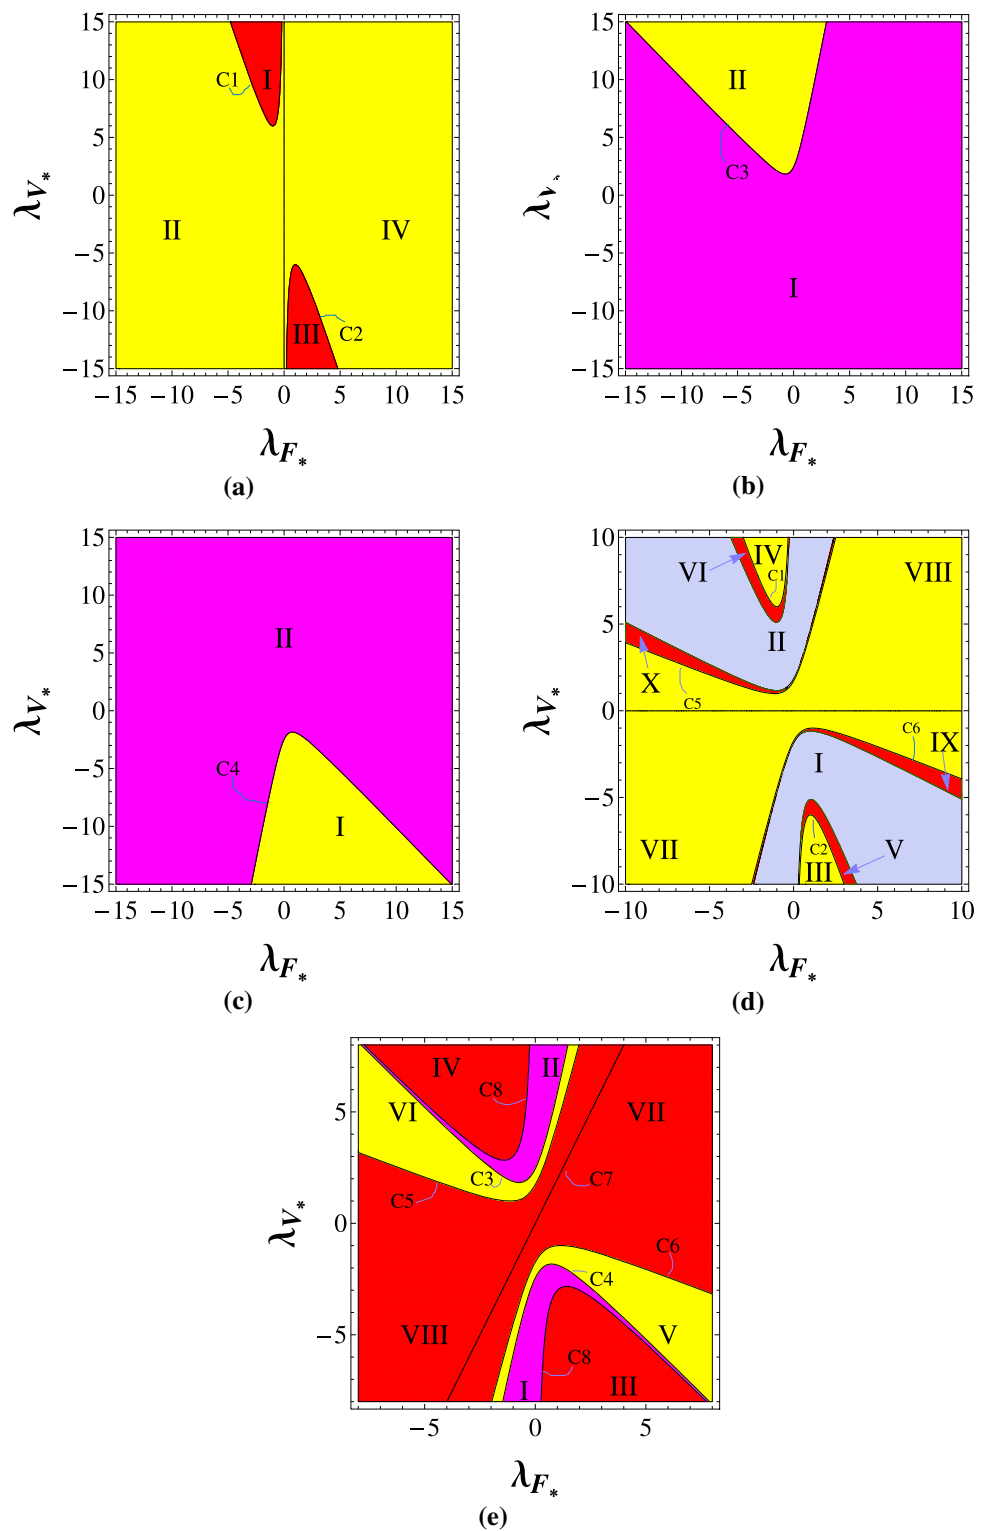 15
10
5
0
−5
−10
−15
−15 −10 −5 0 5 10 15
λV*
λF*
C1
I
II
IV
III
C2
(a)
15
10
5
0
−5
−10
−15
−15 −10 −5 0 5 10 15
λF*
II
C3
I
(b)
15
10
5
0
−5
−10
−15
−15 −10 −5 0 5 10 15
λV*
λF*
II
C4
I
(c)
10
5
0
−5
−10
−10 −5 0 5 10
λV*
λF*
VI
IV
C1
VIII
II
X
C5
C6
IX
I
VII
C2
III
V
(d)
5
0
−5
−5 0 5
λV*
λF*
IV
C8
II
VI
VII
C3
C5
C7
C6
C4
VIII
V
C8
I
III
(e)